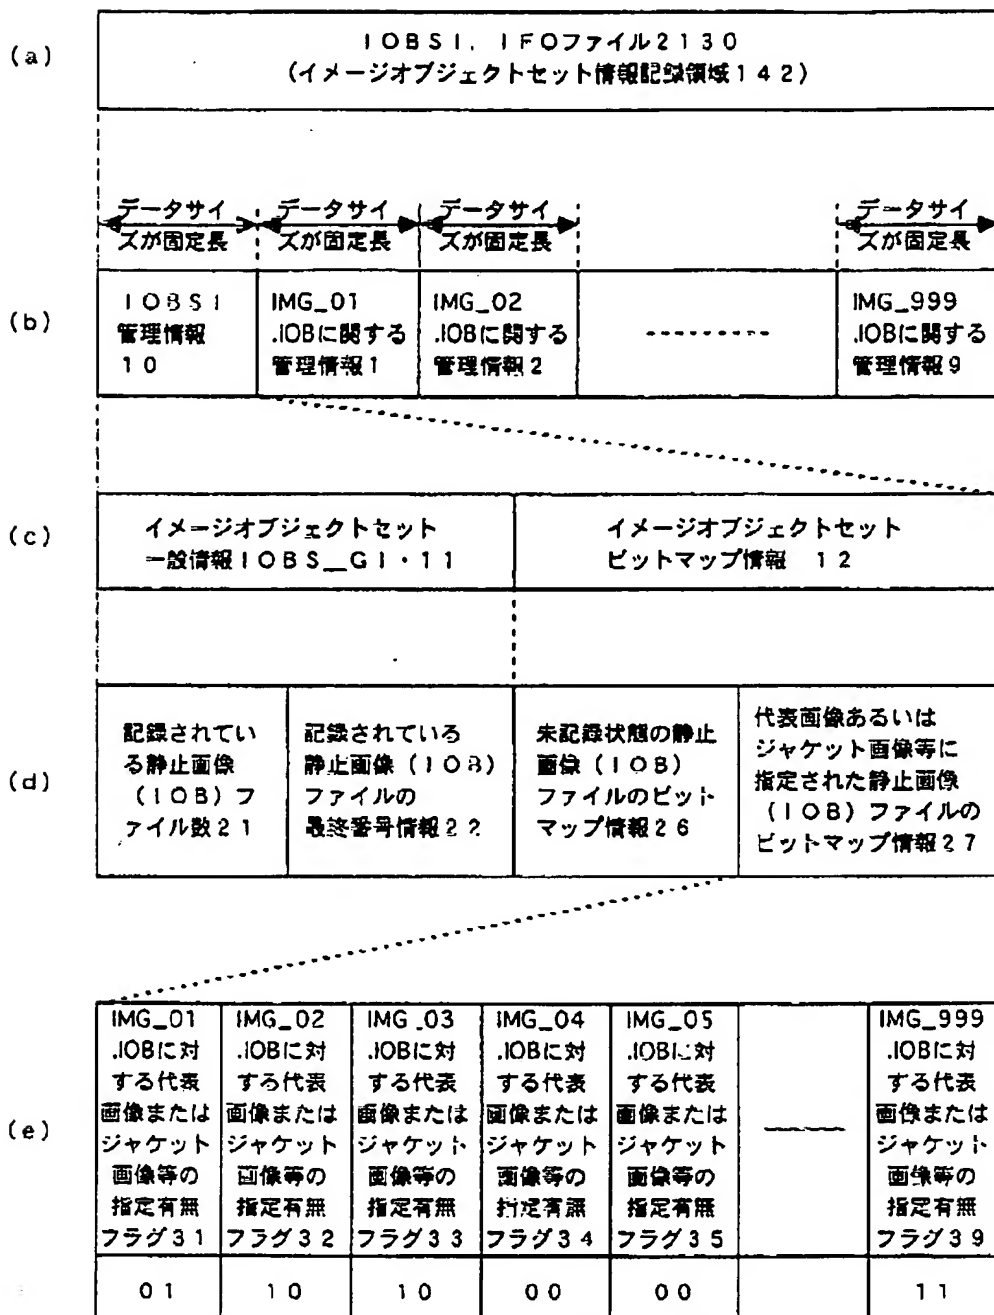 (a)
IOBSI. IFOファイル2130
(イメージオブジェクトセット情報記録領域142)
データサイ
ズが固定長
データサイ
ズが固定長
データサイ
ズが固定長
データサイ
ズが固定長
(b)
IOBSI
管理情報
10
IMG_01
.IOBに関する
管理情報1
IMG_02
.IOBに関する
管理情報2
IMG_999
.IOBに関する
管理情報9
(c)
イメージオブジェクトセット
一般情報IOBS__GI・11
イメージオブジェクトセット
ビットマップ情報 12
(d)
記録されてい
る静止画像
(IOB)フ
ァイル数21
記録されている
静止画像(IOB)
ファイルの
最終番号情報22
未記録状態の静止
画像(IOB)
ファイルのビット
マップ情報26
代表画像あるいは
ジャケット画像等に
指定された静止画像
(IOB)ファイルの
ビットマップ情報27
(e)
IMG_01
.IOBに対
する代表
画像または
ジャケット
画像等の
指定有無
フラグ31
IMG_02
.IOBに対
する代表
画像または
ジャケット
画像等の
指定有無
フラグ32
IMG_03
.IOBに対
する代表
画像または
ジャケット
画像等の
指定有無
フラグ33
IMG_04
.IOBに対
する代表
画像または
ジャケット
画像等の
指定有無
フラグ34
IMG_05
.IOBに対
する代表
画像または
ジャケット
画像等の
指定有無
フラグ35
IMG_999
.IOBに対
する代表
画像または
ジャケット
画像等の
指定有無
フラグ39
01
10
10
00
00
11